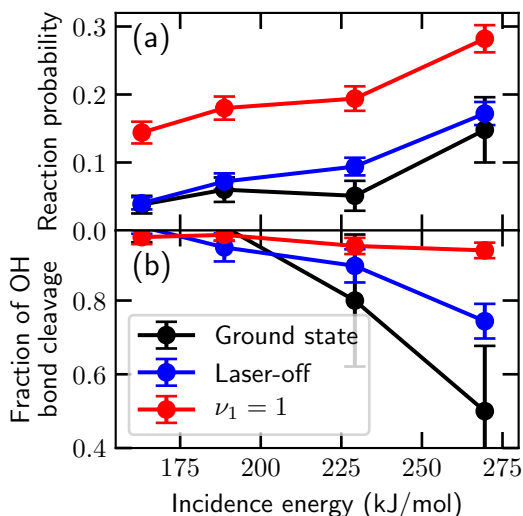 0.3
(a)
0.2
0.1
Reaction probability
0.0
(b)
0.8
0.6
0.4
Fraction of OH
bond cleavage
Ground state
Laser-off
ν₁ = 1
175
200
225
250
275
Incidence energy (kJ/mol)